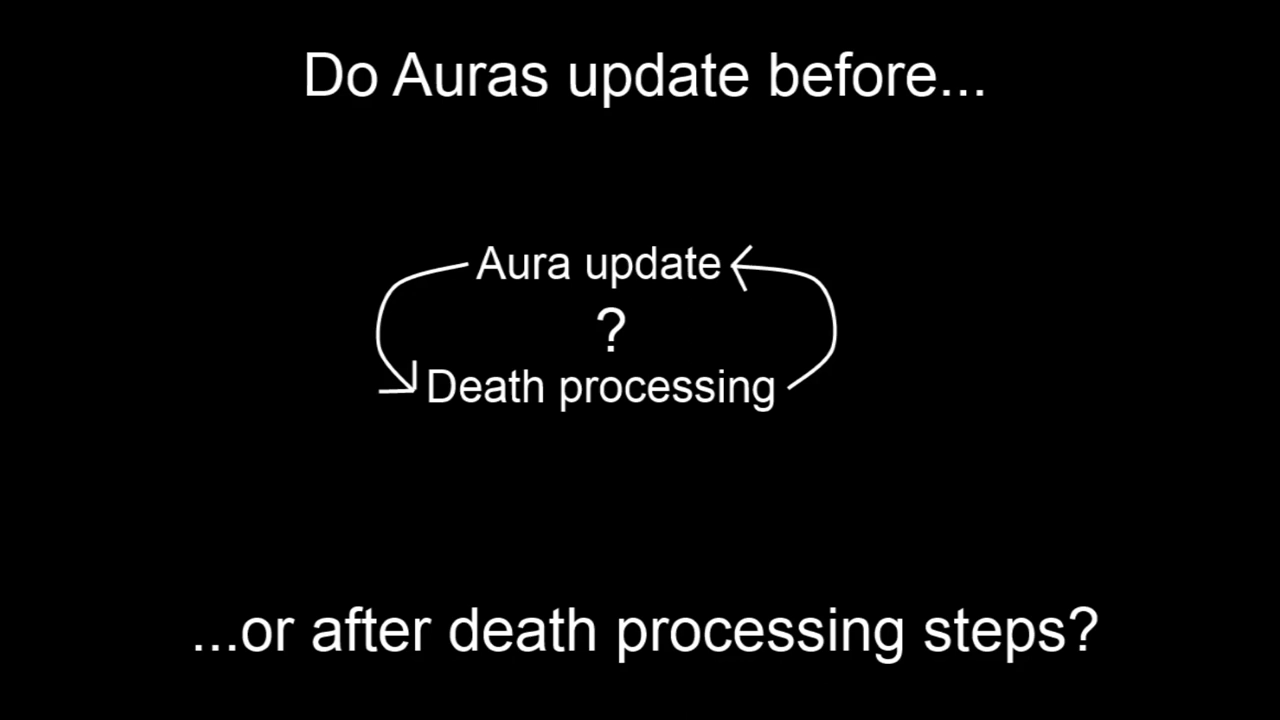 Do Auras update before...
Aura update
?
Death processing
...or after death processing steps?